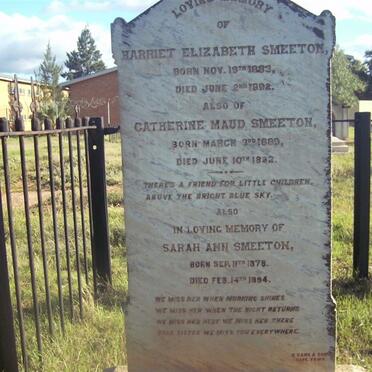 LOVING MEMORY
OF
HARRIET ELIZABETH SMEETON,
BORN NOV. 19TH 1883,
DIED JUNE 2ND 1892.
ALSO OF
CATHERINE MAUD SMEETON,
BORN MARCH 3RD 1889,
DIED JUNE 10TH 1892.
THERE'S A FRIEND FOR LITTLE CHILDREN,
ABOVE THE BRIGHT BLUE SKY.
ALSO
IN LOVING MEMORY OF
SARAH ANN SMEETON,
BORN SEP. 11TH 1878,
DIED FEB. 14TH 1894.
WE MISS HER WHEN MORNING SHINES
WE MISS HER WHEN THE NIGHT RETURNS
WE MISS HER HERE WE MISS HER THERE
DEAR SISTER WE MISS YOU EVERYWHERE.
CAPE TOWN